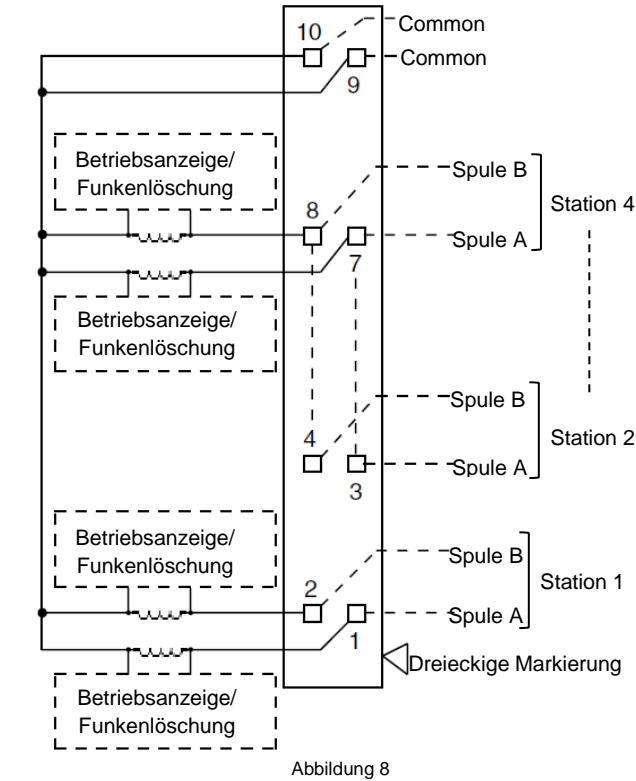 10
Common
Common
9
Betriebsanzeige/
Funkenlöschung
Spule B
Station 4
8
Spule A
7
Betriebsanzeige/
Funkenlöschung
Spule B
4
Station 2
Spule A
3
Betriebsanzeige/
Funkenlöschung
Spule B
2
Station 1
Spule A
1
Dreieckige Markierung
Betriebsanzeige/
Funkenlöschung
Abbildung 8